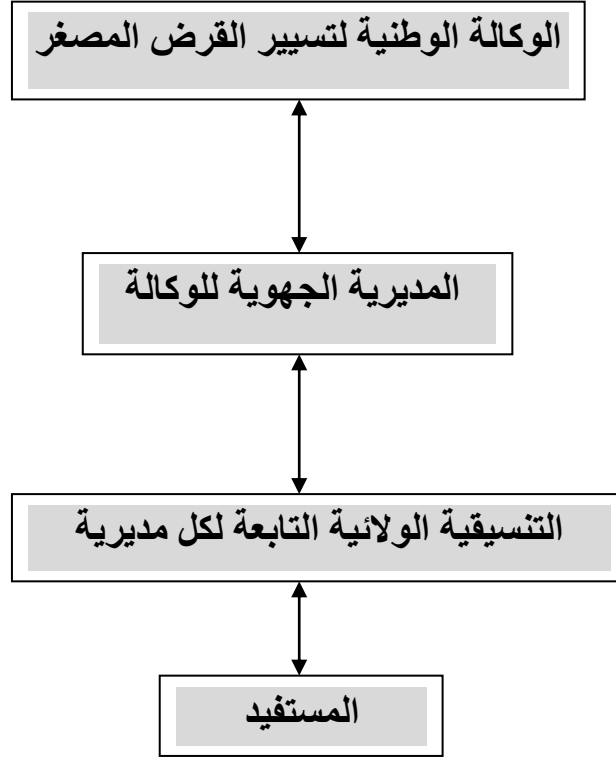 الوكالة الوطنية لتسيير القرض المصغر
المديرية الجهوية للوكالة
التنسيقية الولائية التابعة لكل مديرية
المستفيد